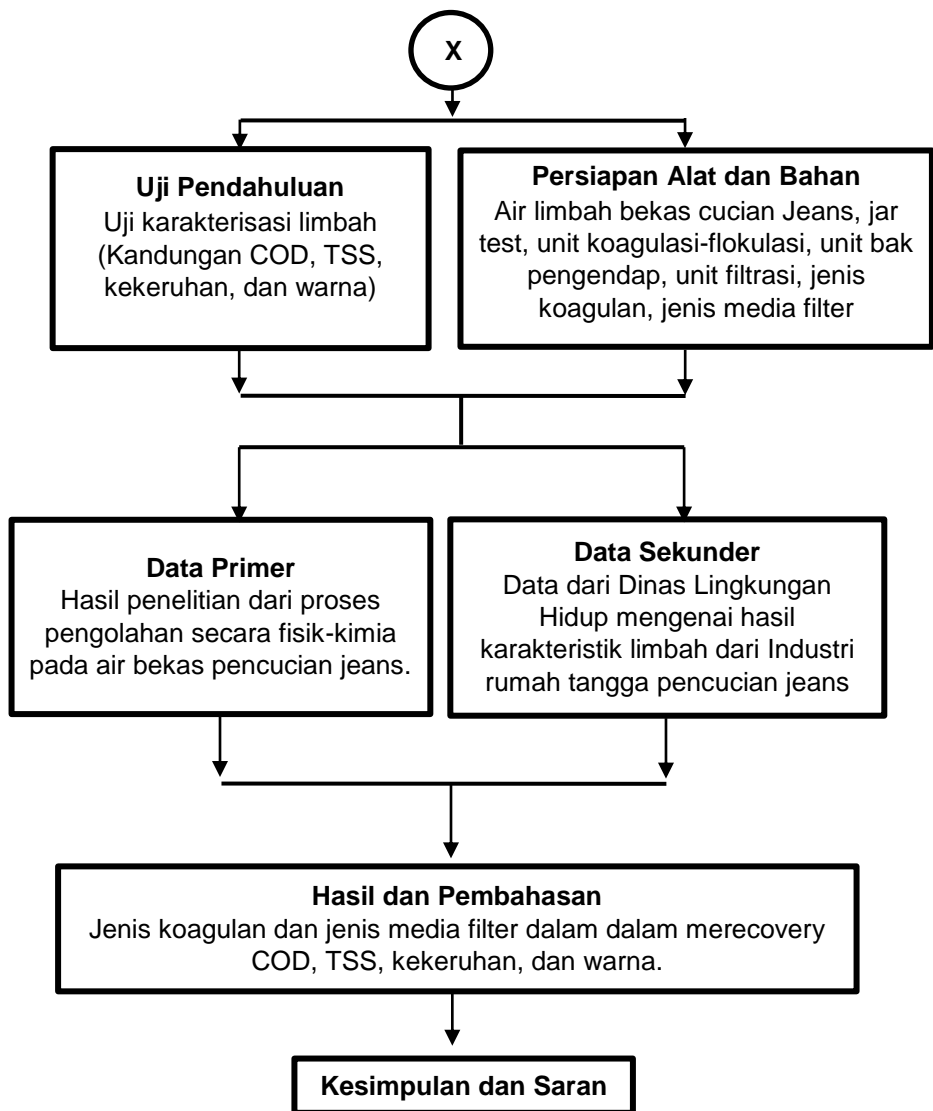 X
Uji Pendahuluan
Uji karakterisasi limbah
(Kandungan COD, TSS,
kekeruhan, dan warna)
Persiapan Alat dan Bahan
Air limbah bekas cucian Jeans, jar
test, unit koagulasi-flokulasi, unit bak
pengendap, unit filtrasi, jenis
koagulan, jenis media filter
Data Primer
Hasil penelitian dari proses
pengolahan secara fisik-kimia
pada air bekas pencucian jeans.
Data Sekunder
Data dari Dinas Lingkungan
Hidup mengenai hasil
karakteristik limbah dari Industri
rumah tangga pencucian jeans
Hasil dan Pembahasan
Jenis koagulan dan jenis media filter dalam dalam merecovery
COD, TSS, kekeruhan, dan warna.
Kesimpulan dan Saran